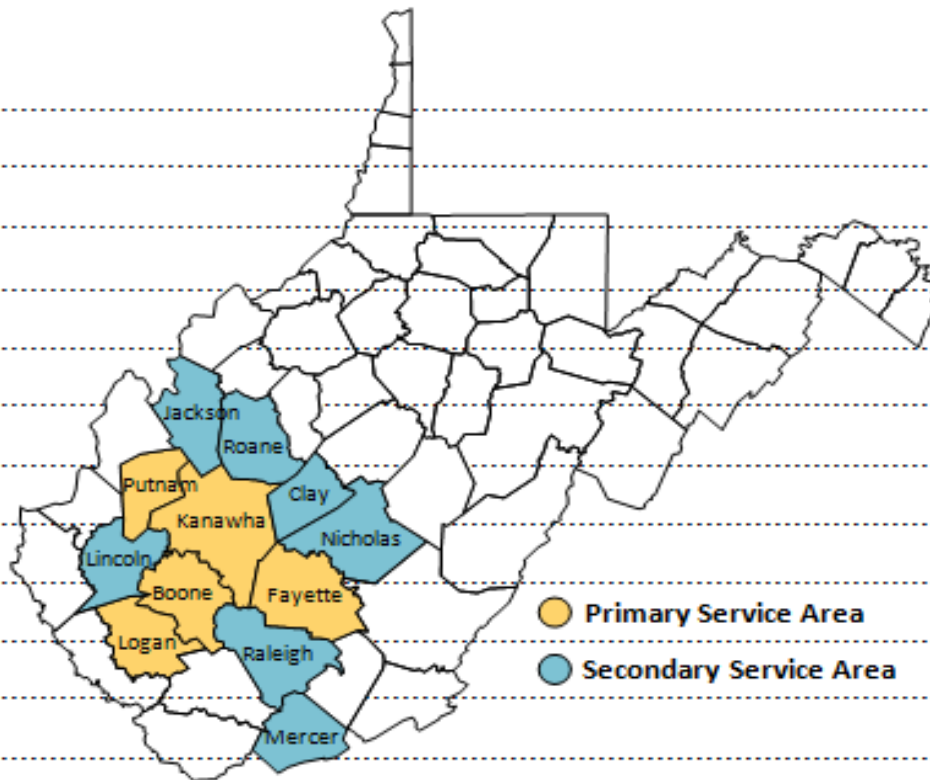 Jackson
Roane
Putnam
Clay
Kanawha
Nicholas
Lincoln
Boone
Fayette
Primary Service Area
Logan
Raleigh
Secondary Service Area
Mercer